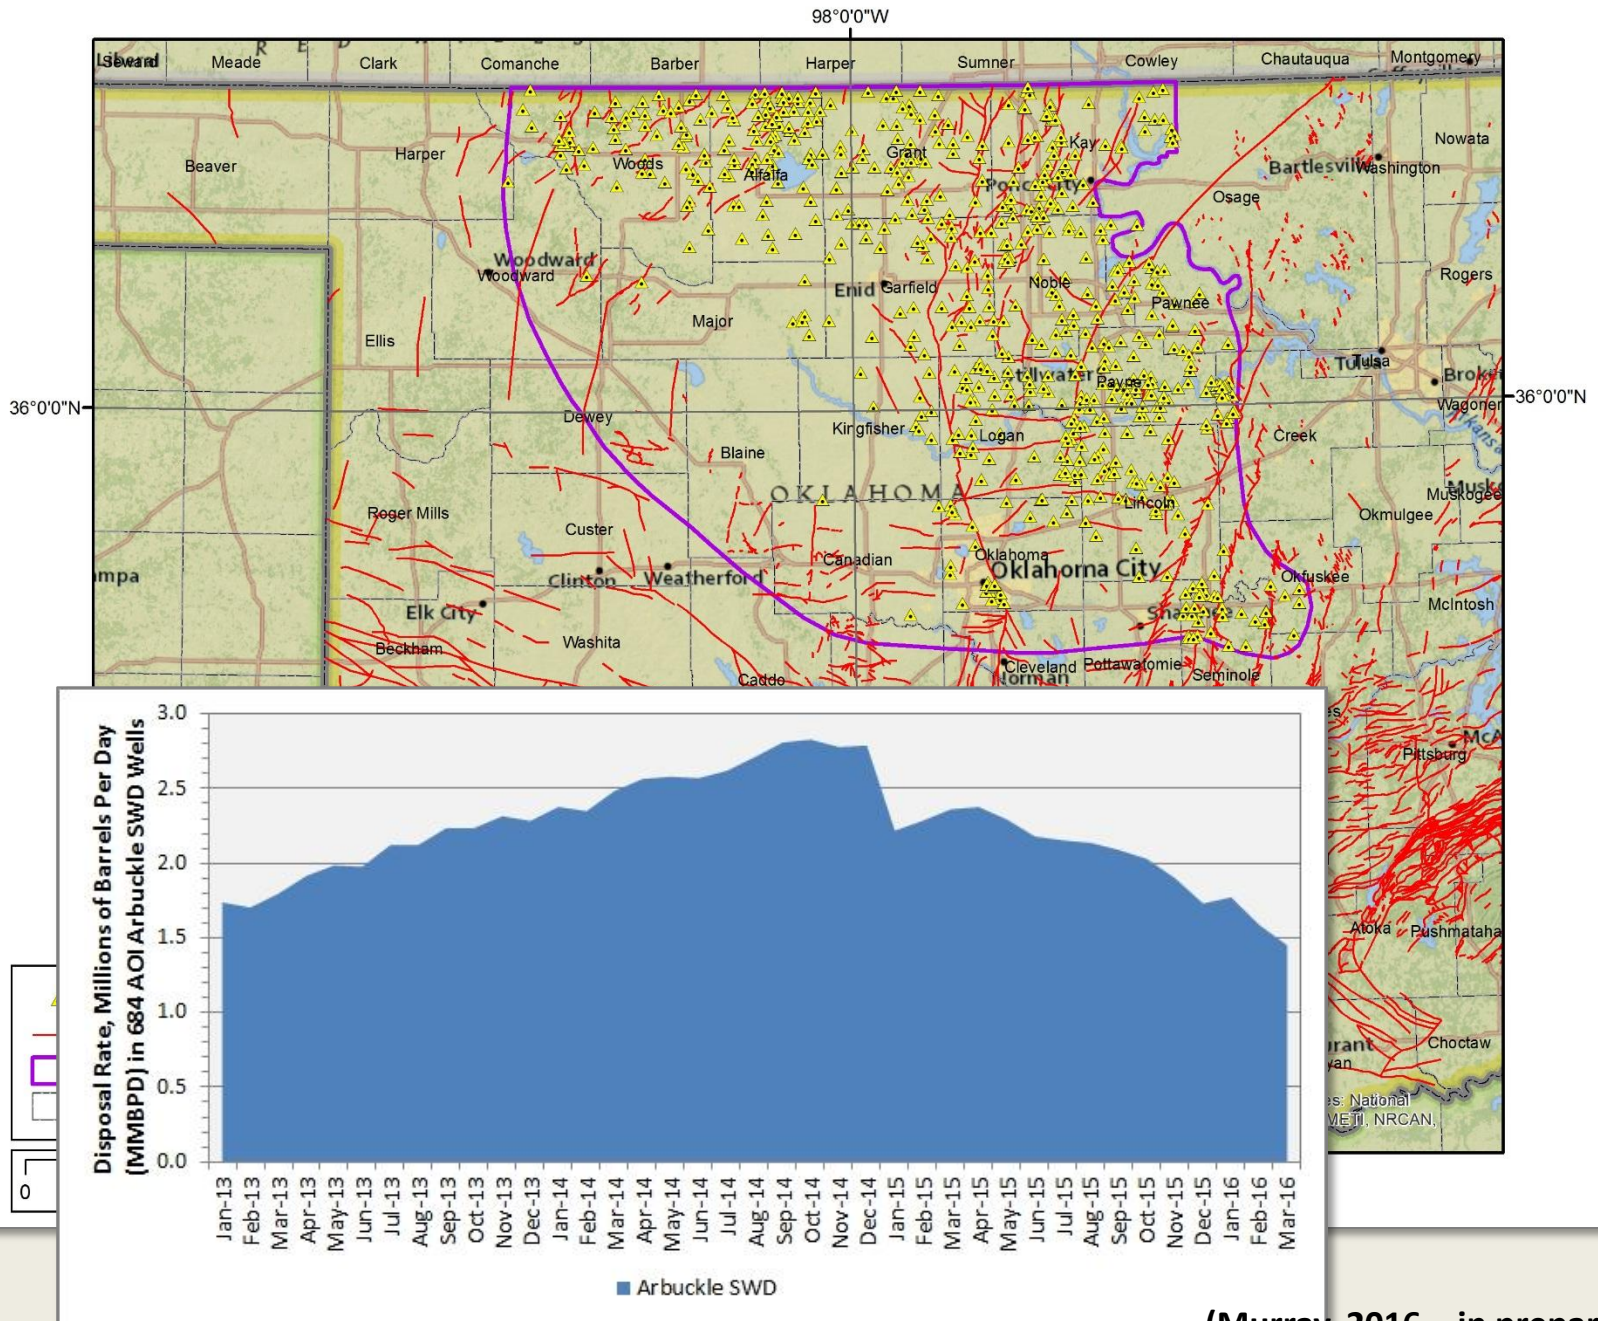 98°0'0"W
Liberal
Seward
Meade
Clark
Comanche
Barber
Harper
Sumner
Cowley
Chautauqua
Montgomery
Beaver
Harper
Woods
Alfalfa
Grant
Kay
Ponca City
Osage
Bartlesville
Washington
Nowata
Woodward
Woodward
Enid
Garfield
Noble
Pawnee
Rogers
Major
Ellis
Stillwater
Payne
Tulsa
Tulsa
Broken
36°0'0"N
36°0'0"N
Wagoner
Dewey
Kingfisher
Logan
Creek
Blaine
OKLAHOMA
Lincoln
Muskogee
Roger Mills
Custer
Okmulgee
Canadian
Oklahoma
Oklahoma City
Clinton
Weatherford
Okfuskee
McIntosh
Elk City
Beckham
Washita
Caddo
Cleveland
Pottawatomie
Seminole
McA
Pittsburg
Atoka
Pushmataha
Choctaw
es: National
METI, NRCAN,
0
Disposal Rate, Millions of Barrels Per Day
(MMBPD) in 684 AOI Arbuckle SWD Wells
3.0
2.5
2.0
1.5
1.0
0.5
0.0
Jan-13
Feb-13
Mar-13
Apr-13
May-13
Jun-13
Jul-13
Aug-13
Sep-13
Oct-13
Nov-13
Dec-13
Jan-14
Feb-14
Mar-14
Apr-14
May-14
Jun-14
Jul-14
Aug-14
Sep-14
Oct-14
Nov-14
Dec-14
Jan-15
Feb-15
Mar-15
Apr-15
May-15
Jun-15
Jul-15
Aug-15
Sep-15
Oct-15
Nov-15
Dec-15
Jan-16
Feb-16
Mar-16
Arbuckle SWD